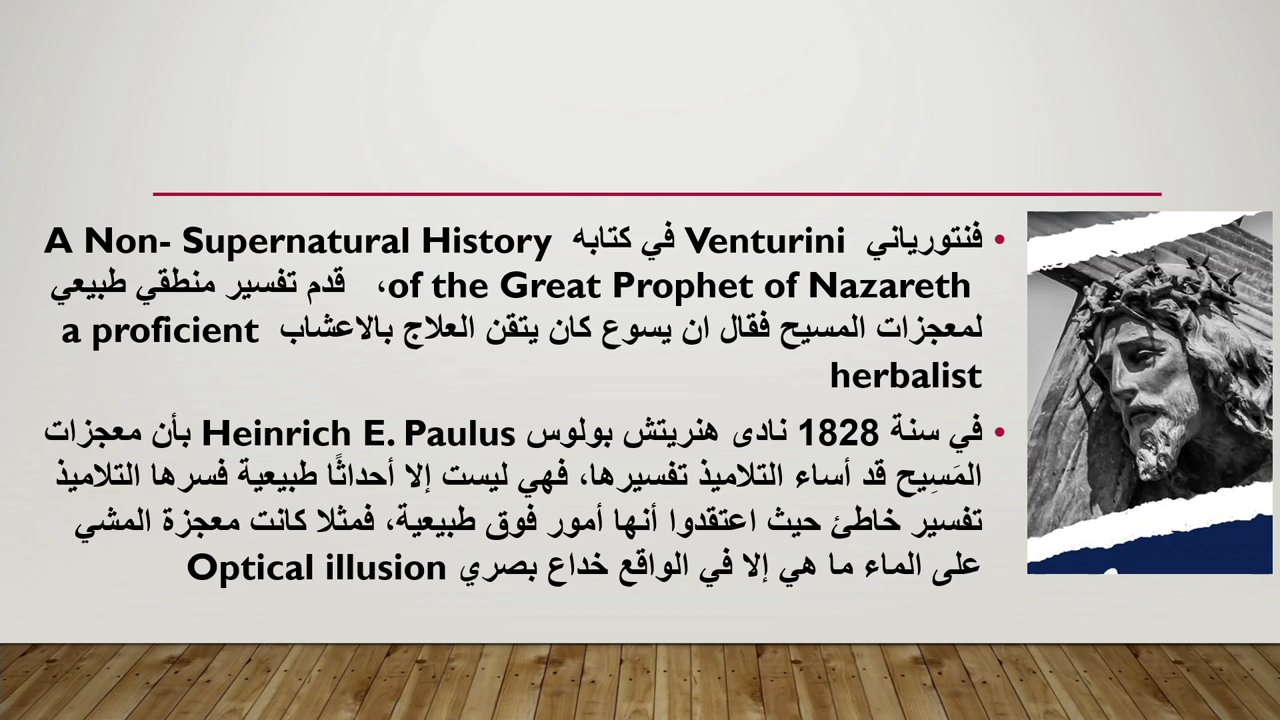 • فنتورياني Venturini في كتابه A Non- Supernatural History
of the Great Prophet of Nazareth، قدم تفسير منطقي طبيعي
لمعجزات المسيح فقال ان يسوع كان يتقن العلاج بالاعشاب a proficient
herbalist
• في سنة 1828 نادى هنريتش بولوس Heinrich E. Paulus بأن معجزات
المَسِيح قد أساء التلاميذ تفسيرها، فهي ليست إلا أحداثًا طبيعية فسرها التلاميذ
تفسير خاطئ حيث اعتقدوا أنها أمور فوق طبيعية، فمثلا كانت معجزة المشي
على الماء ما هي إلا في الواقع خداع بصري Optical illusion